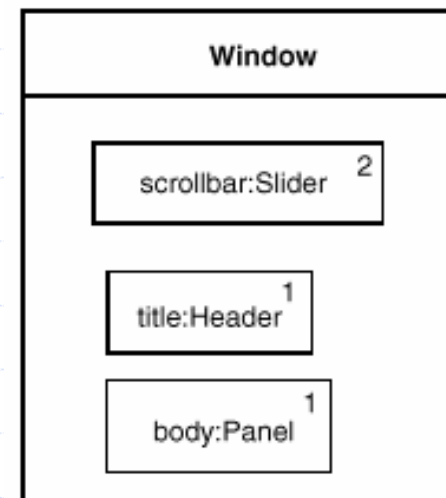 Window
2
scrollbar:Slider
1
title:Header
1
body:Panel